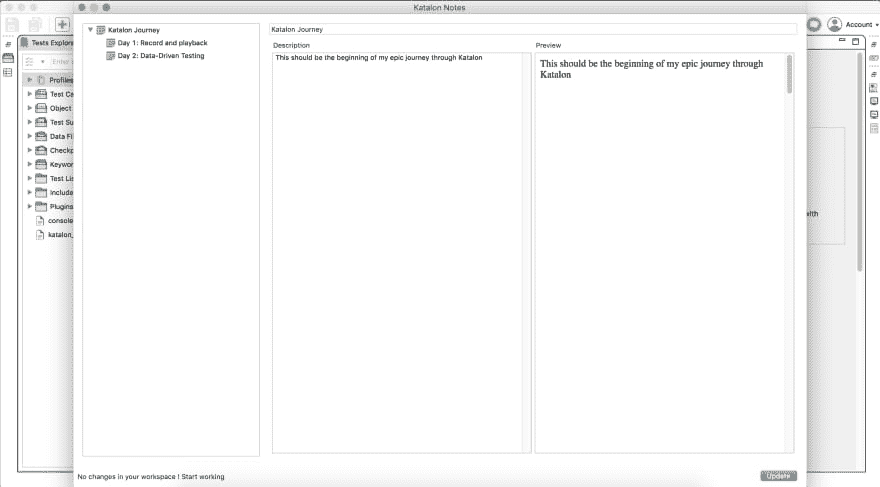 Katalon Notes
Account
Tests Explor
Enter
Profiles
Test Ca
Object
Test Su
Data Fi
Checkp
Keywor
Test Lis
Include
Plugins
console
katalon_
Katalon Journey
Day 1: Record and playback
Day 2: Data-Driven Testing
Katalon Journey
Description
This should be the beginning of my epic journey through Katalon
Preview
This should be the beginning of my epic journey through
Katalon
with
No changes in your workspace ! Start working
Update